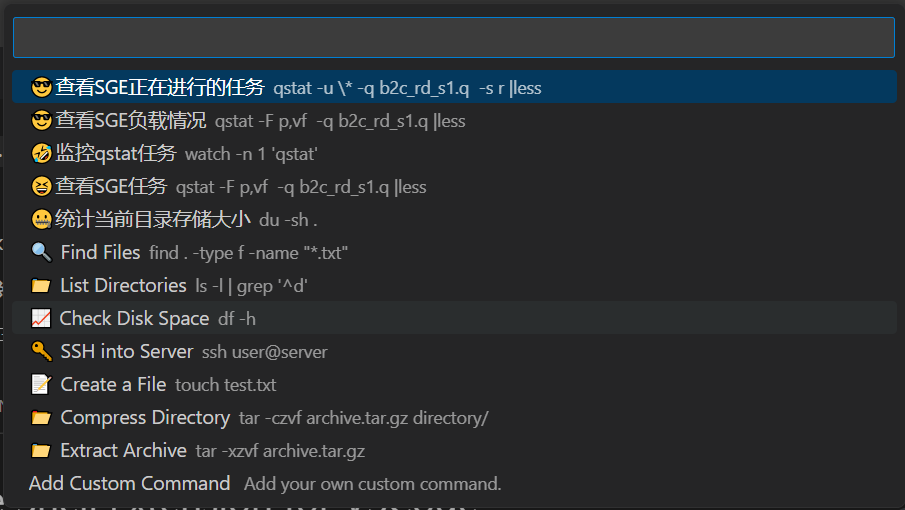 😎查看SGE正在进行的任务 qstat -u \* -q b2c_rd_s1.q  -s r |less
😎查看SGE负载情况 qstat -F p,vf  -q b2c_rd_s1.q |less
🤣监控qstat任务 watch -n 1 'qstat'
😆查看SGE任务 qstat -F p,vf  -q b2c_rd_s1.q |less
🤐统计当前目录存储大小 du -sh .
🔍 Find Files find . -type f -name "*.txt"
📁 List Directories ls -l | grep '^d'
📈 Check Disk Space df -h
🔑 SSH into Server ssh user@server
📝 Create a File touch test.txt
📁 Compress Directory tar -czvf archive.tar.gz directory/
📁 Extract Archive tar -xzvf archive.tar.gz
Add Custom Command Add your own custom command.